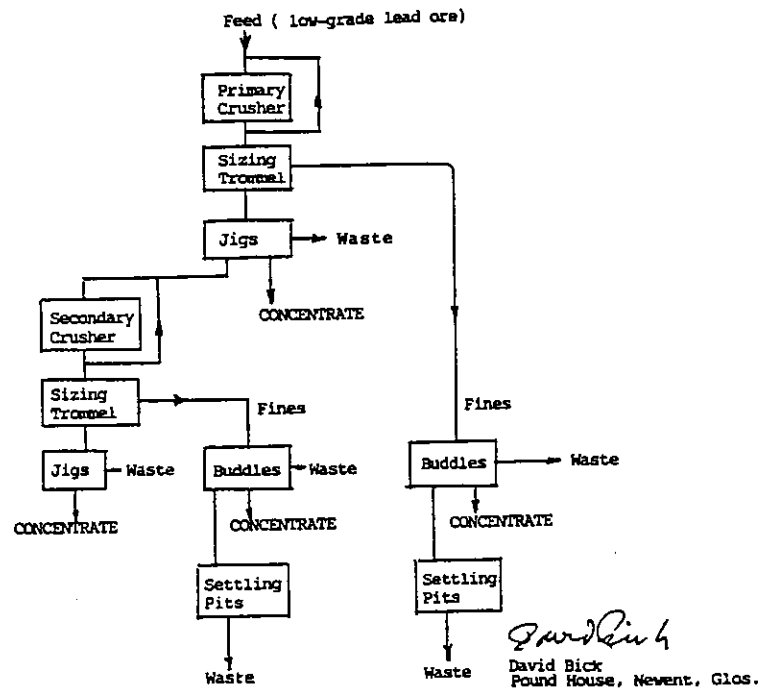 Feed ( low-grade lead ore)
Primary
Crusher
Sizing
Trommel
Jigs
Waste
CONCENTRATE
Secondary
Crusher
Sizing
Trommel
Fines
Fines
Jigs
Waste
Buddles
Waste
Buddles
Waste
CONCENTRATE
CONCENTRATE
CONCENTRATE
Settling
Pits
Settling
Pits
Waste
Waste
David Bick
David Bick
Pound House, Newent, Glos.